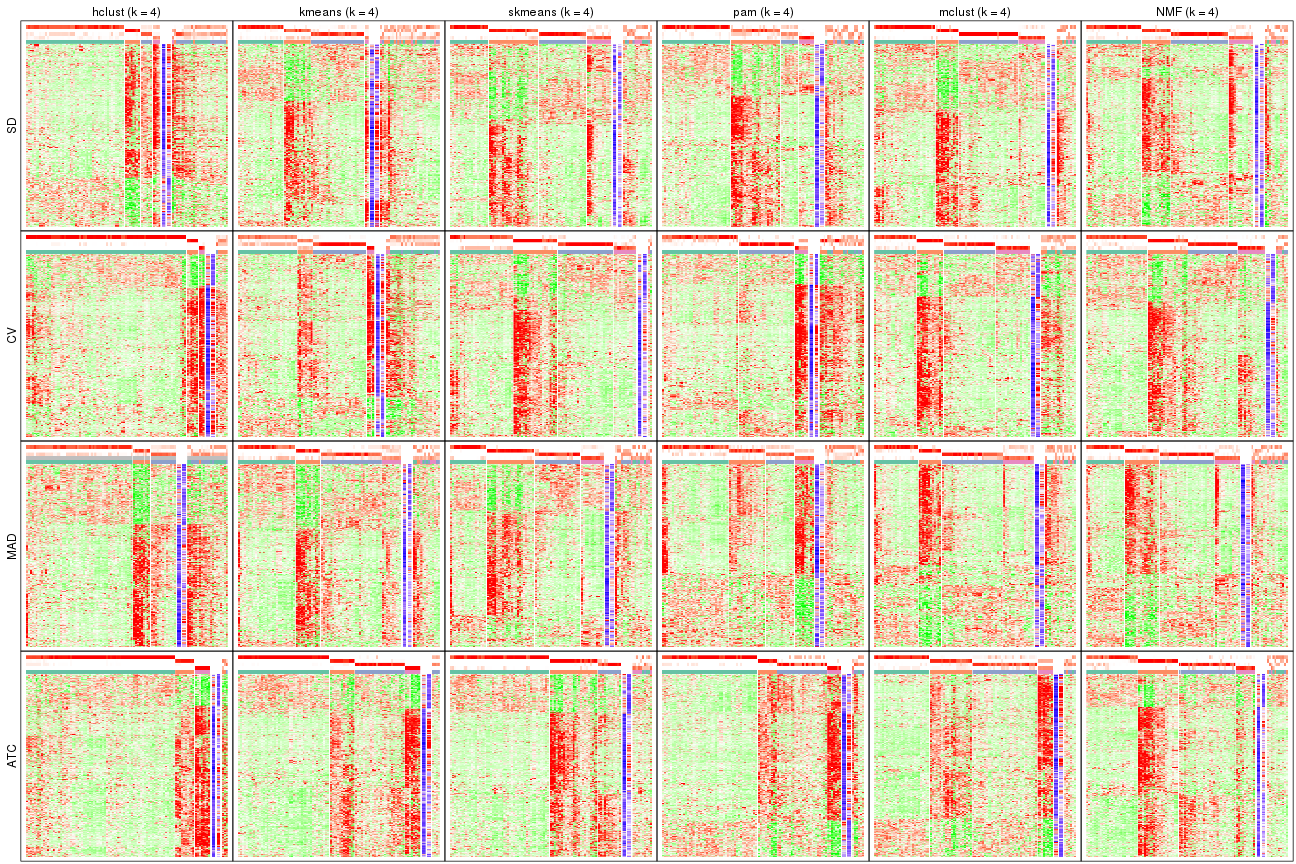 hclust (k = 4) kmeans (k = 4) skmeans (k = 4) pam (k = 4) mclust (k = 4) NMF (k = 4)
SD
CV
MAD
ATC